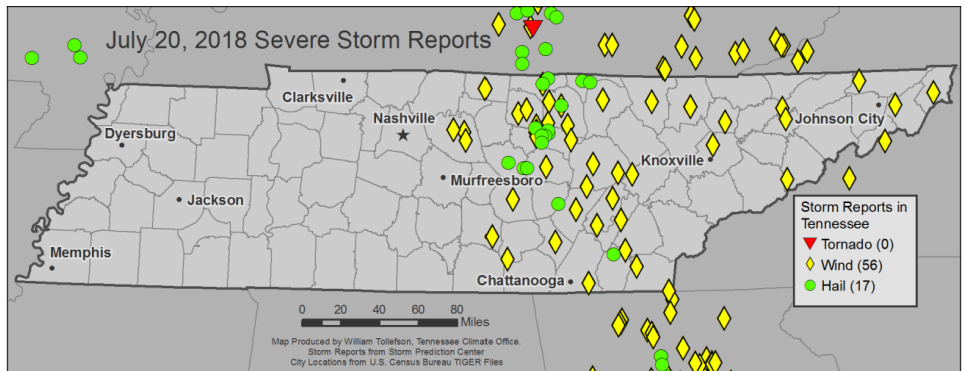 July 20, 2018 Severe Storm Reports
Clarksville
Nashville
Johnson City
Dyersburg
Knoxville
Murfreesboro
Jackson
Storm Reports in
Tennessee
Tornado (0)
Wind (56)
Hail (17)
Memphis
Chattanooga
0 20 40 60 80
Miles
Map Produced by William Tollefson, Tennessee Climate Office.
Storm Reports from Storm Prediction Center
City Locations from U.S. Census Bureau TIGER Files